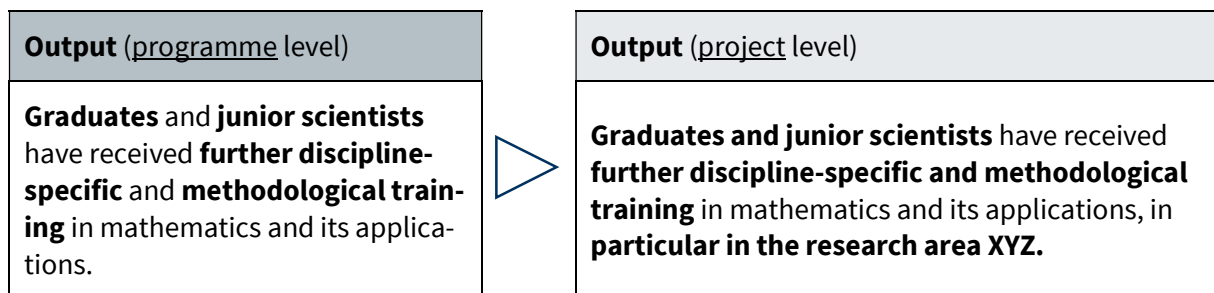 Output (programme level)
Graduates and junior scientists
have received further discipline-
specific and methodological train-
ing in mathematics and its applica-
tions.
Output (project level)
Graduates and junior scientists have received
further discipline-specific and methodological
training in mathematics and its applications, in
particular in the research area XYZ.